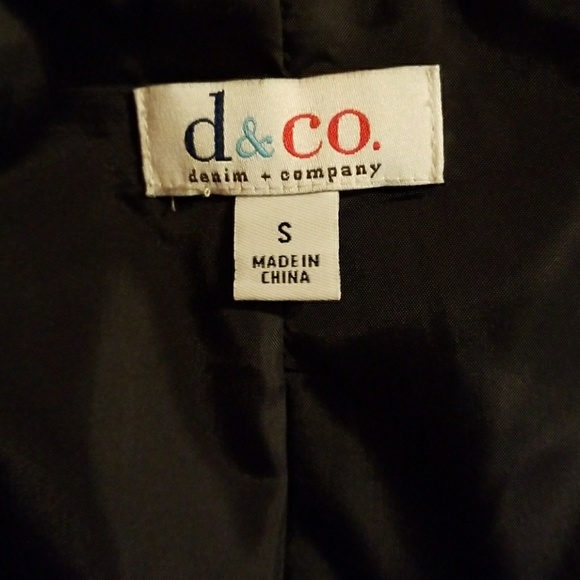 d&co.
denim + company
S
MADE IN
CHINA